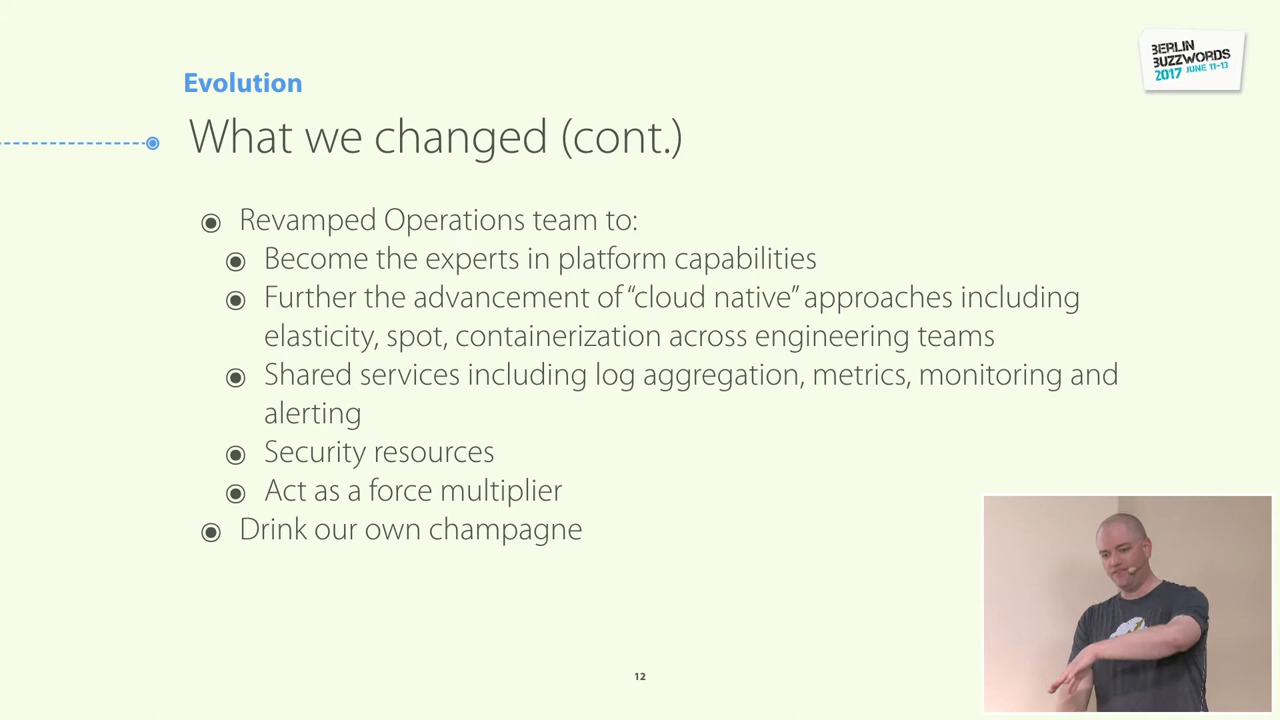 BERLIN
BUZZWORDS
2017 JUNE 11-13
Evolution
What we changed (cont.)
Revamped Operations team to:
Become the experts in platform capabilities
Further the advancement of “cloud native” approaches including
elasticity, spot, containerization across engineering teams
Shared services including log aggregation, metrics, monitoring and
alerting
Security resources
Act as a force multiplier
Drink our own champagne
12